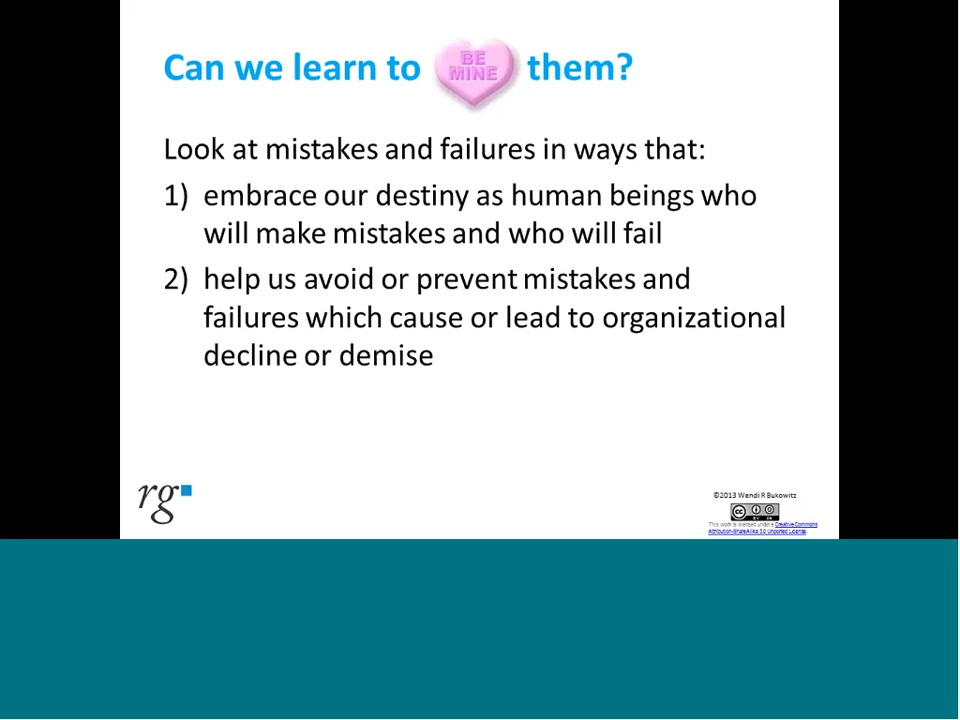 Can we learn to BE MINE them?
Look at mistakes and failures in ways that:
1) embrace our destiny as human beings who
will make mistakes and who will fail
2) help us avoid or prevent mistakes and
failures which cause or lead to organizational
decline or demise
rg
©2013 Wendi R Bukowitz
cc
BY SA
This work is licensed under a Creative Commons
Attribution-ShareAlike 3.0 Unported License.